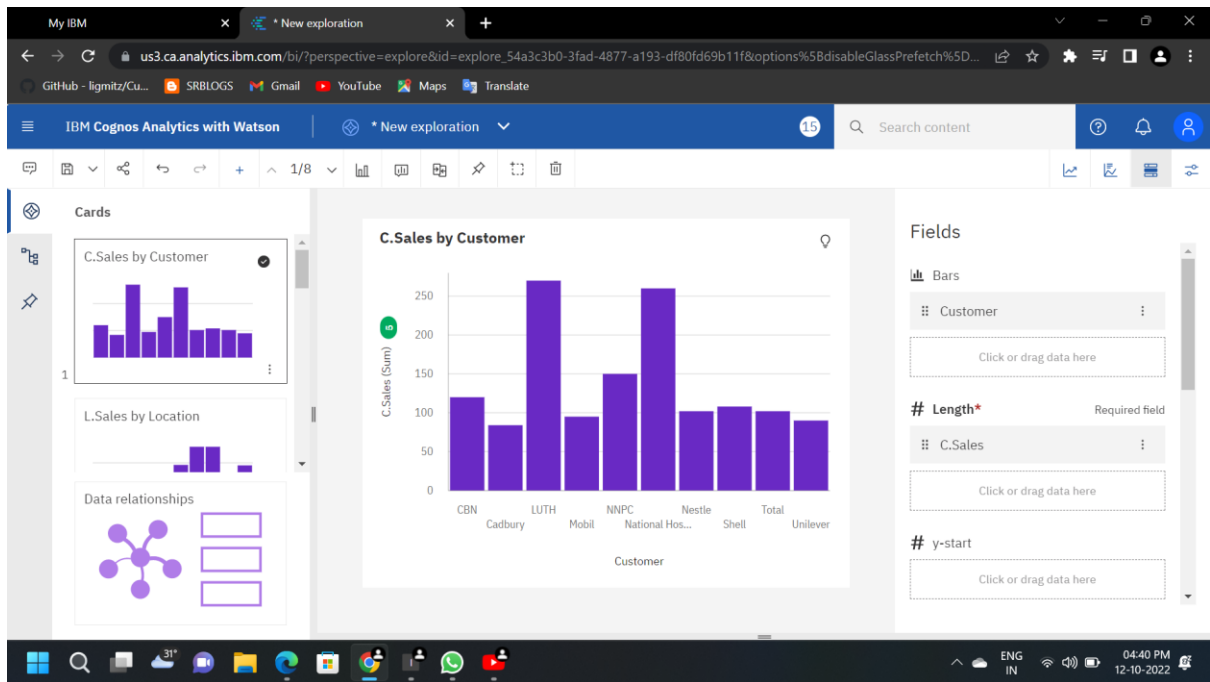 My IBM
* New exploration
us3.ca.analytics.ibm.com/bi/?perspective=explore&id=explore_54a3c3b0-3fad-4877-a193-df80fd69b11f&options%5BdisableGlassPrefetch%5D...
GitHub - ligmitz/Cu... SRBLOGS Gmail YouTube Maps Translate
IBM Cognos Analytics with Watson * New exploration 15 Search content
1/8
Cards
C.Sales by Customer
1
L.Sales by Location
Data relationships
C.Sales by Customer
C.Sales (Sum)
250
200
150
100
50
0
CBN LUTH NNPC Nestle Total
Cadbury Mobil National Hos... Shell Unilever
Customer
Fields
Bars
Customer
Click or drag data here
# Length* Required field
C.Sales
Click or drag data here
# y-start
Click or drag data here
31°
ENG
IN
04:40 PM
12-10-2022